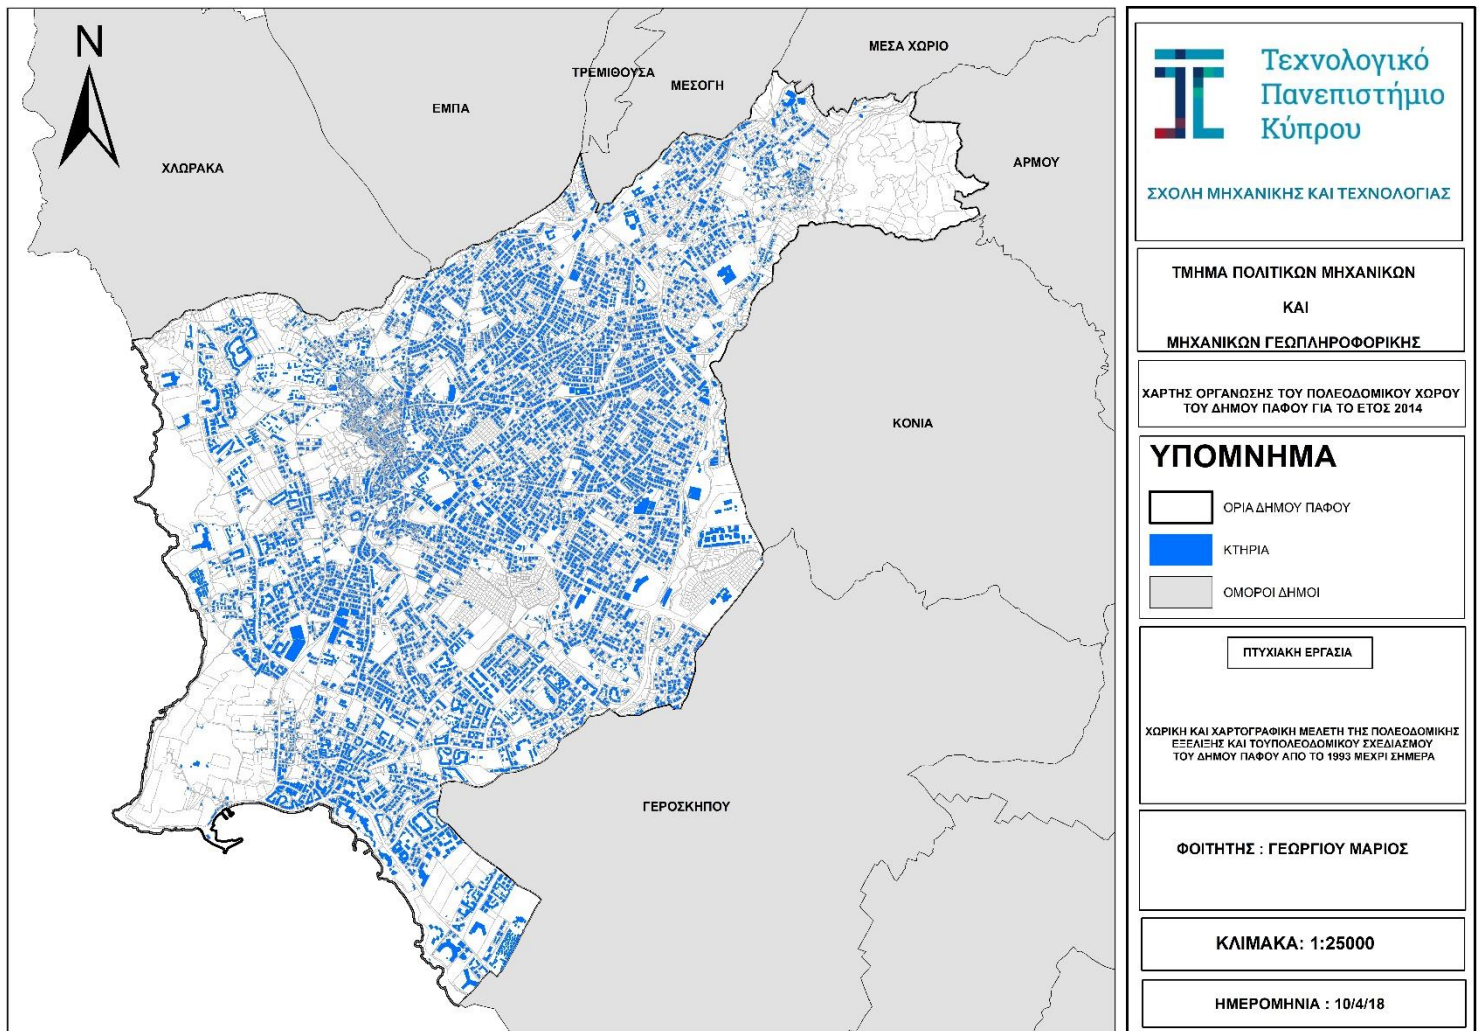 N
ΜΕΣΑ ΧΩΡΙΟ
ΤΡΕΜΙΘΟΥΣΑ
ΜΕΣΟΓΗ
ΕΜΠΑ
ΧΛΩΡΑΚΑ
ΑΡΜΟΥ
ΚΟΝΙΑ
ΓΕΡΟΣΚΗΠΟΥ
Τεχνολογικό
Πανεπιστήμιο
Κύπρου
ΣΧΟΛΗ ΜΗΧΑΝΙΚΗΣ ΚΑΙ ΤΕΧΝΟΛΟΓΙΑΣ
ΤΜΗΜΑ ΠΟΛΙΤΙΚΩΝ ΜΗΧΑΝΙΚΩΝ
ΚΑΙ
ΜΗΧΑΝΙΚΩΝ ΓΕΩΠΛΗΡΟΦΟΡΙΚΗΣ
ΧΑΡΤΗΣ ΟΡΓΑΝΩΣΗΣ ΤΟΥ ΠΟΛΕΟΔΟΜΙΚΟΥ ΧΩΡΟΥ
ΤΟΥ ΔΗΜΟΥ ΠΑΦΟΥ ΓΙΑ ΤΟ ΕΤΟΣ 2014
ΥΠΟΜΝΗΜΑ
ΟΡΙΑ ΔΗΜΟΥ ΠΑΦΟΥ
ΚΤΗΡΙΑ
ΟΜΟΡΟΙ ΔΗΜΟΙ
ΠΤΥΧΙΑΚΗ ΕΡΓΑΣΙΑ
ΧΩΡΙΚΗ ΚΑΙ ΧΑΡΤΟΓΡΑΦΙΚΗ ΜΕΛΕΤΗ ΤΗΣ ΠΟΛΕΟΔΟΜΙΚΗΣ
ΕΞΕΛΙΞΗΣ ΚΑΙ ΤΟΥΠΟΛΕΟΔΟΜΙΚΟΥ ΣΧΕΔΙΑΣΜΟΥ
ΤΟΥ ΔΗΜΟΥ ΠΑΦΟΥ ΑΠΟ ΤΟ 1993 ΜΕΧΡΙ ΣΗΜΕΡΑ
ΦΟΙΤΗΤΗΣ : ΓΕΩΡΓΙΟΥ ΜΑΡΙΟΣ
ΚΛΙΜΑΚΑ: 1:25000
ΗΜΕΡΟΜΗΝΙΑ : 10/4/18